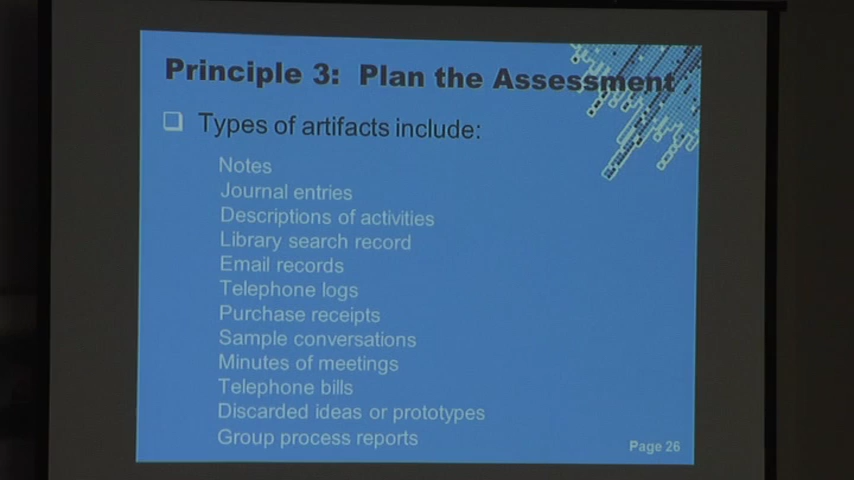 Principle 3: Plan the Assessment
Types of artifacts include:
Notes
Journal entries
Descriptions of activities
Library search record
Email records
Telephone logs
Purchase receipts
Sample conversations
Minutes of meetings
Telephone bills
Discarded ideas or prototypes
Group process reports
Page 26